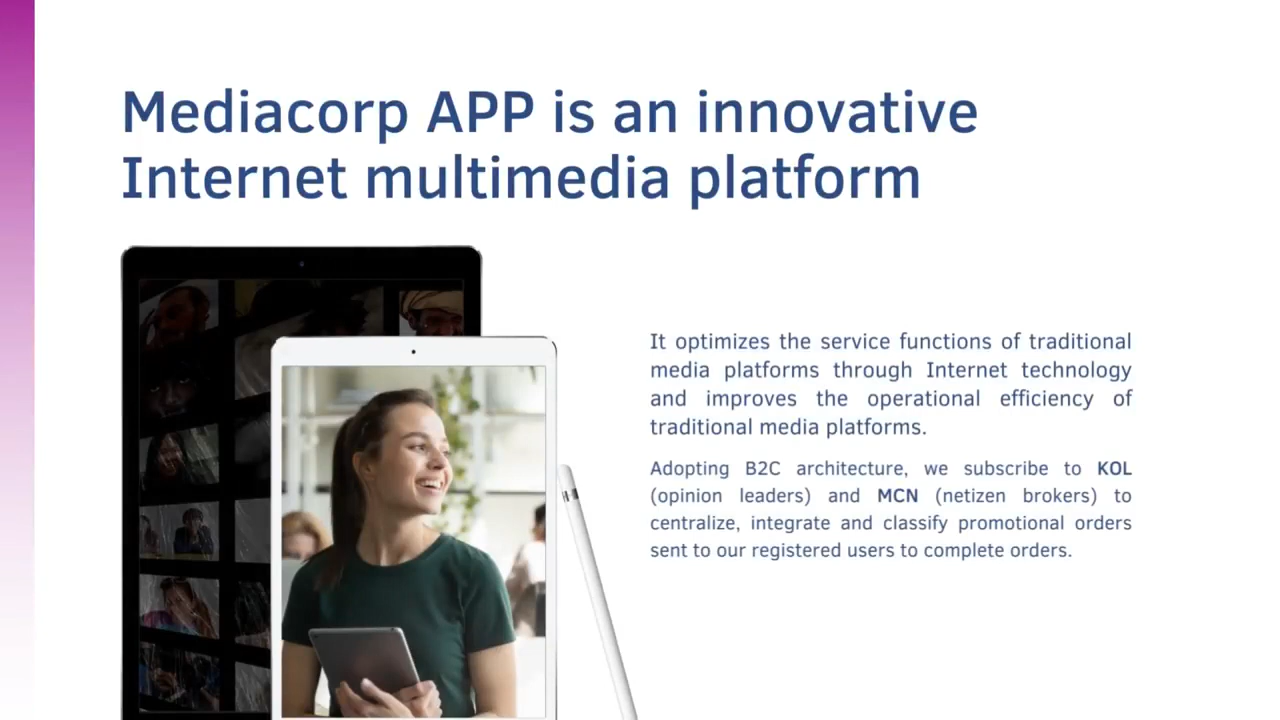 Mediacorp APP is an innovative
Internet multimedia platform
It optimizes the service functions of traditional
media platforms through Internet technology
and improves the operational efficiency of
traditional media platforms.
Adopting B2C architecture, we subscribe to KOL
(opinion leaders) and MCN (netizen brokers) to
centralize, integrate and classify promotional orders
sent to our registered users to complete orders.